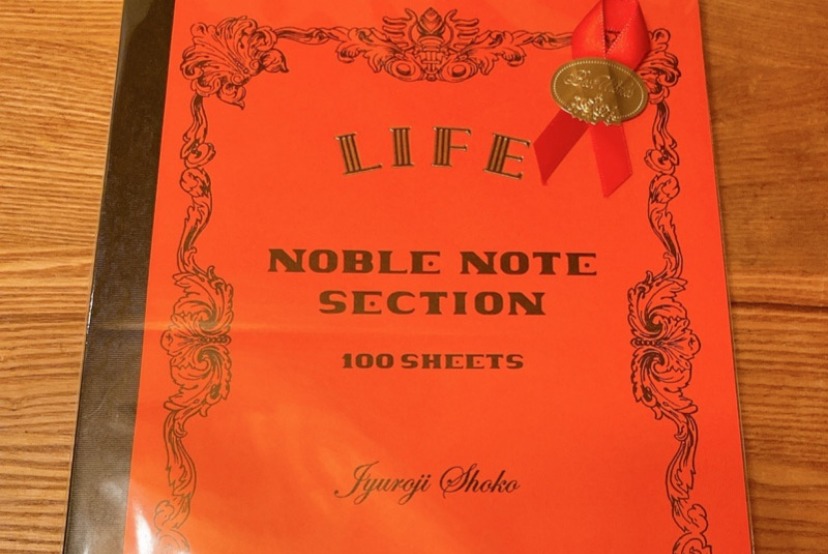 LIFE
NOBLE NOTE
SECTION
100 SHEETS
Jyuroji Shoko